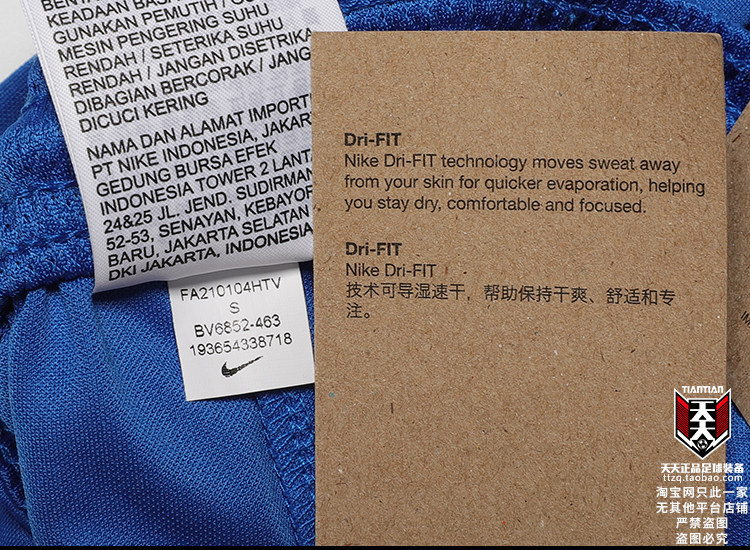 KEADAAN BASAH
GUNAKAN PEMUTIH / GU
MESIN PENGERING SUHU
RENDAH / SETERIKA SUHU
RENDAH / JANGAN DISETRIKA
DIBAGIAN BERCORAK / JANG
DICUCI KERING
NAMA DAN ALAMAT IMPORTI
PT NIKE INDONESIA, JAKAR
GEDUNG BURSA EFEK
INDONESIA TOWER 2 LANTA
24&25 JL. JEND. SUDIRMAN
52-53, SENAYAN, KEBAYOR
BARU, JAKARTA SELATAN
DKI JAKARTA, INDONESIA
FA210104HTV
S
BV6852-463
193654338718
Dri-FIT
Nike Dri-FIT technology moves sweat away
from your skin for quicker evaporation, helping
you stay dry, comfortable and focused.
Dri-FIT
Nike Dri-FIT
技术可导湿速干，帮助保持干爽、舒适和专
注。
TIANTIAN
天天
天天正品足球装备
ttzq.taobao.com
淘宝网只此一家
无其他平台店铺
严禁盗图
盗图必究